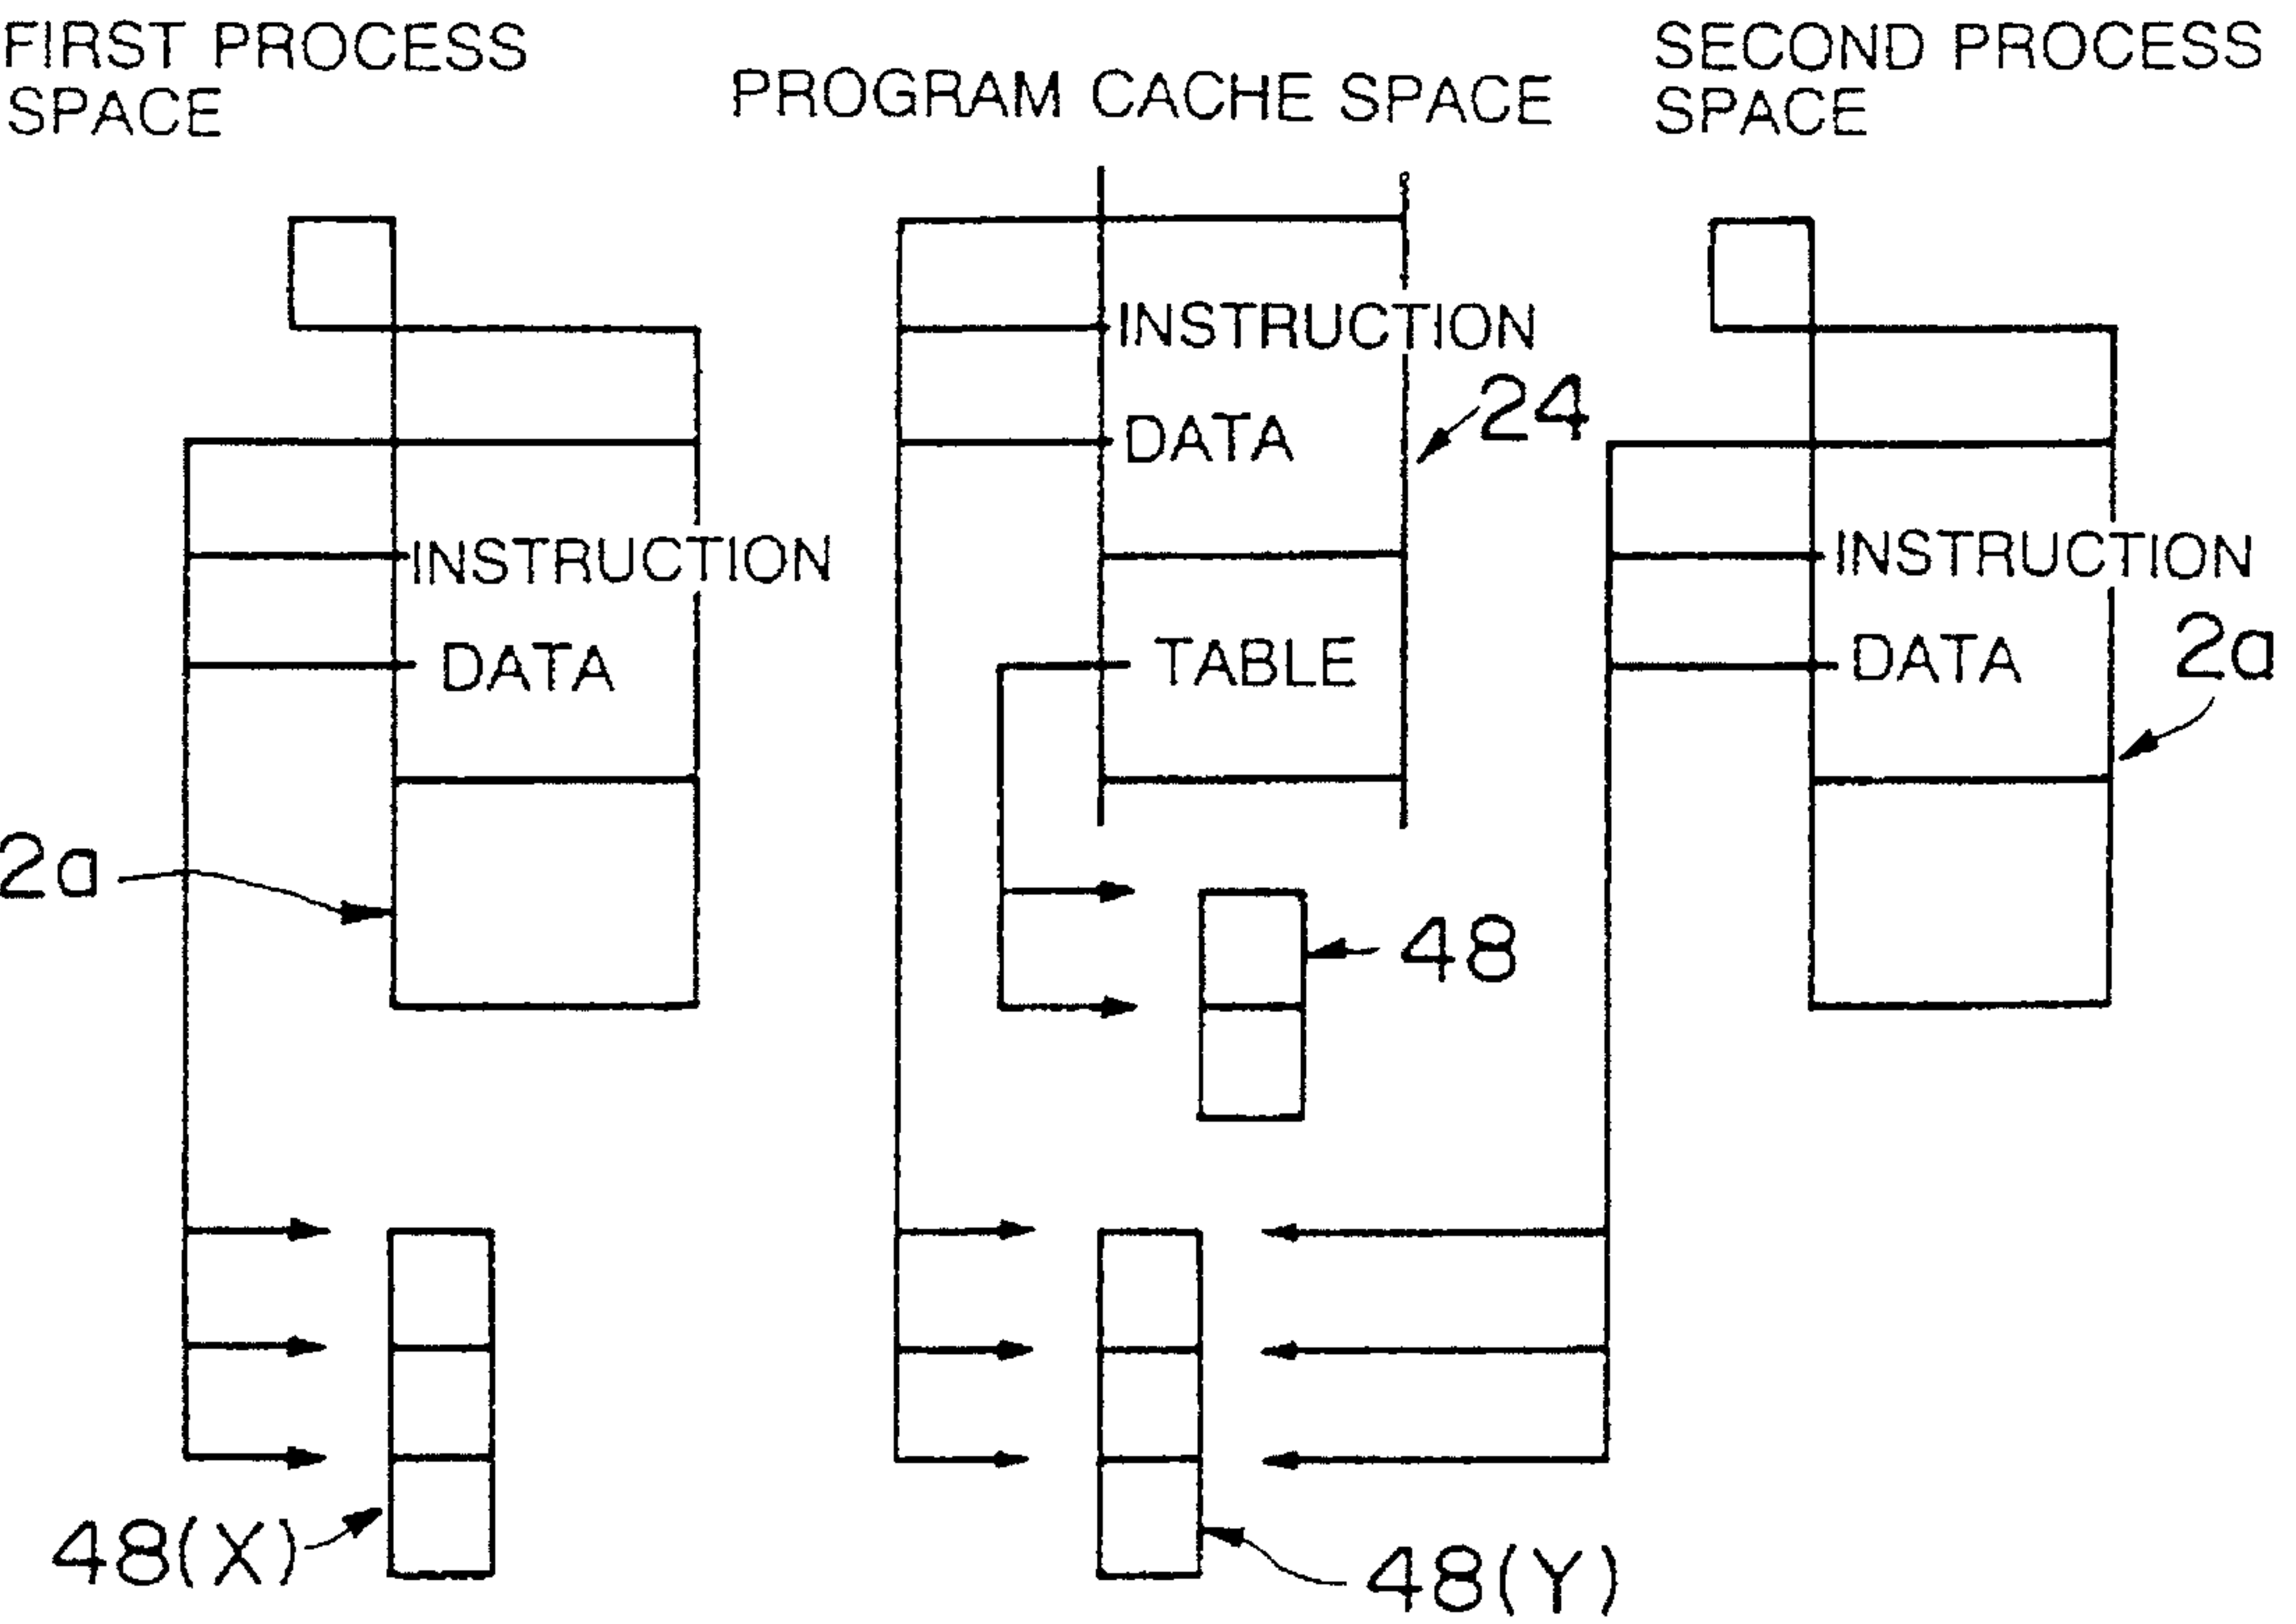 FIRST PROCESS
SPACE
PROGRAM CACHE SPACE
SECOND PROCESS
SPACE
INSTRUCTION
DATA
24
INSTRUCTION
DATA
TABLE
INSTRUCTION
DATA
2a
2a
48
48(X)
48(Y)